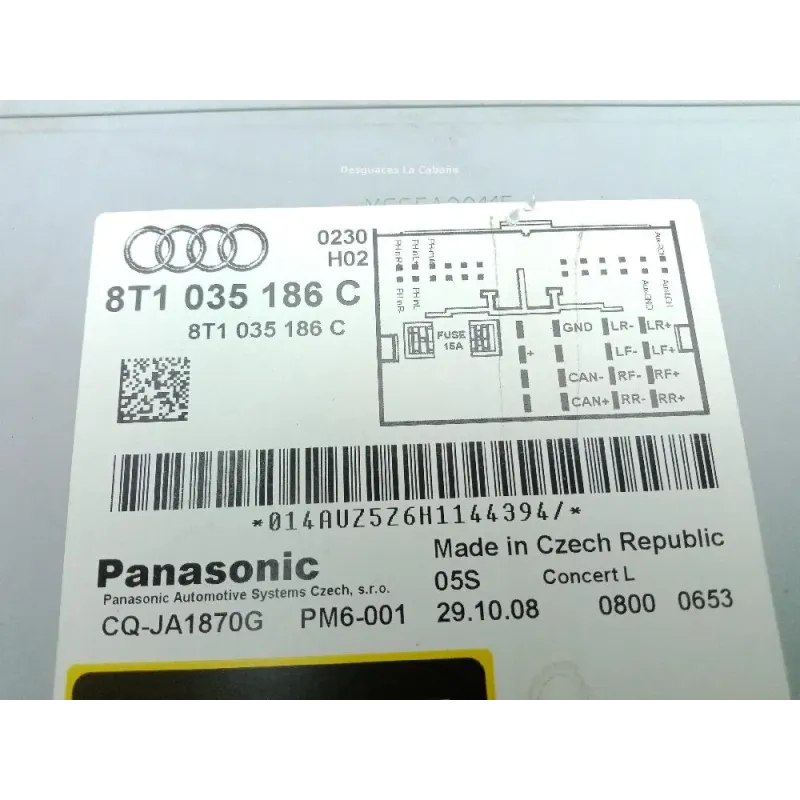 Desgueces La Cabaña
0230
H02
8T1 035 186 C
8T1 035 186 C
FUSE
15A
+
GND LR- LR+
LF- LF+
CAN- RF- RF+
CAN+ RR- RR+
*014AUZ5Z6H1144394/*
Panasonic
Made in Czech Republic
Panasonic Automotive Systems Czech, s.r.o.
05S Concert L
CQ-JA1870G PM6-001 29.10.08 0800 0653